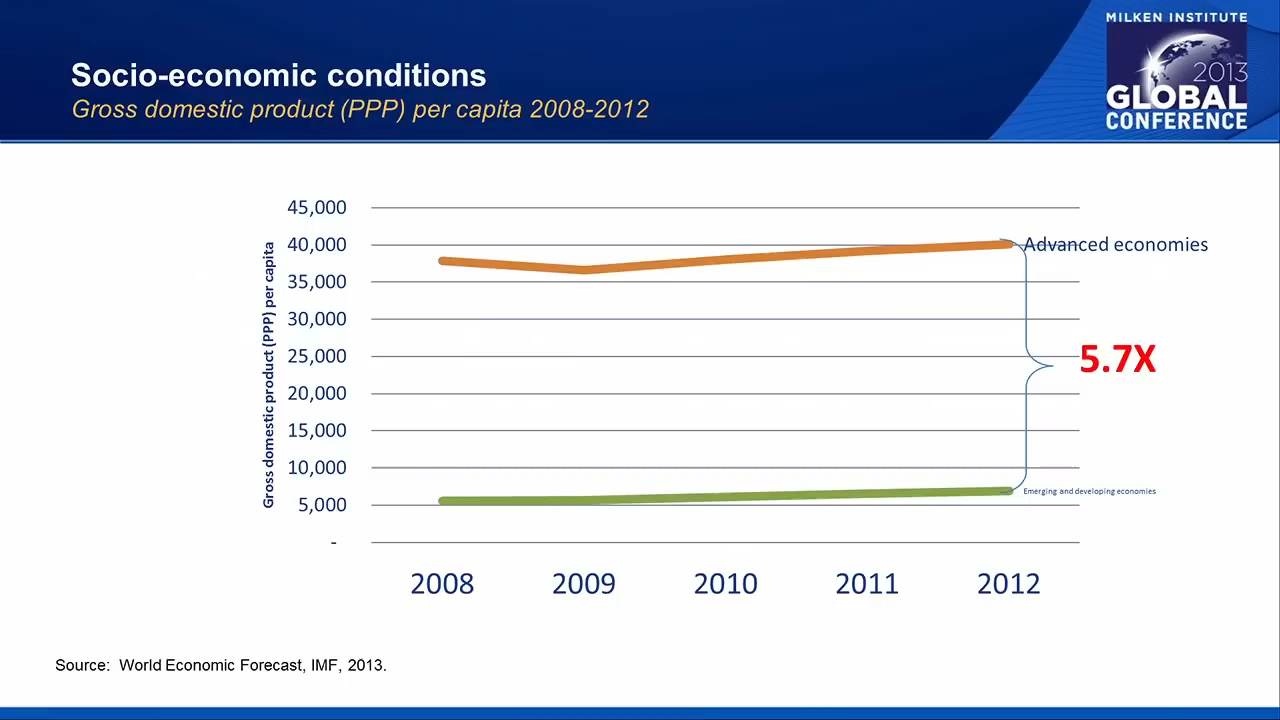 MILKEN INSTITUTE
2013
GLOBAL
CONFERENCE
Socio-economic conditions
Gross domestic product (PPP) per capita 2008-2012
Gross domestic product (PPP) per capita
45,000
40,000
35,000
30,000
25,000
20,000
15,000
10,000
5,000
-
Advanced economies
5.7X
Emerging and developing economies
2008 2009 2010 2011 2012
Source: World Economic Forecast, IMF, 2013.